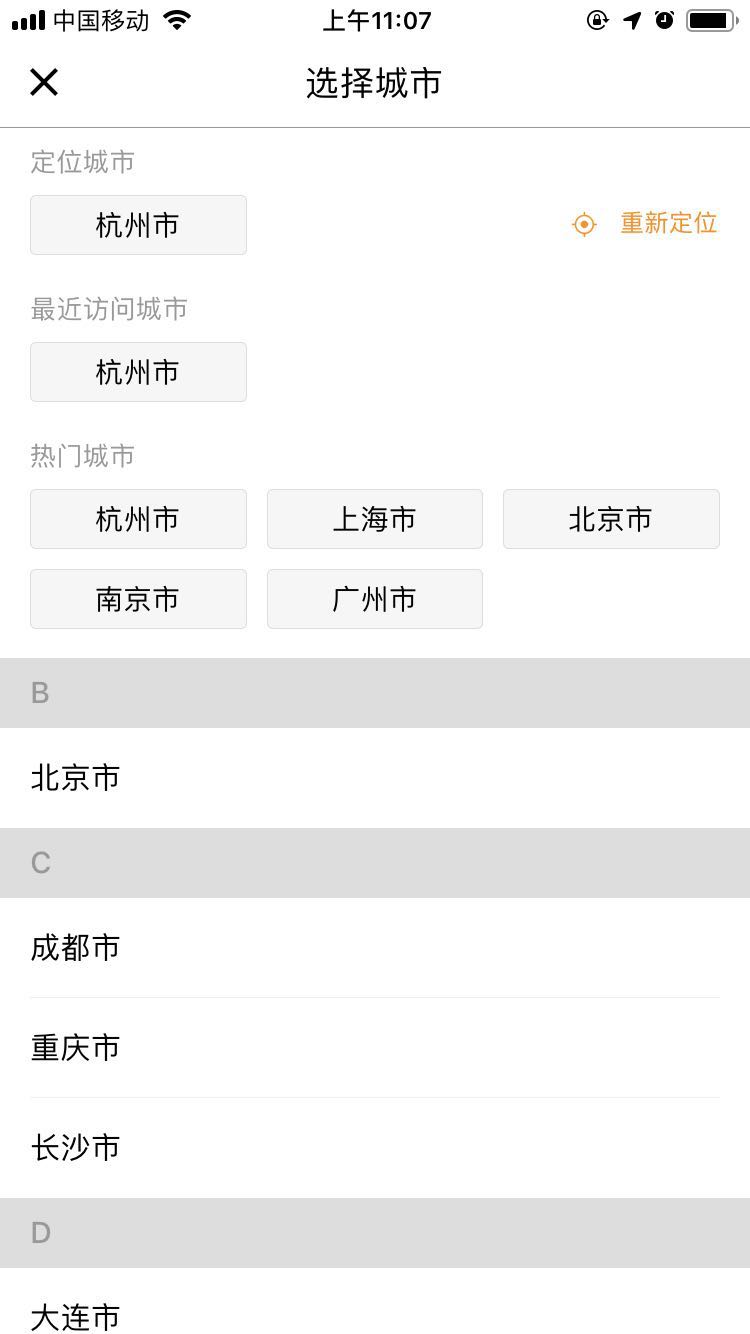 中国移动 上午11:07
选择城市
定位城市
杭州市 重新定位
最近访问城市
杭州市
热门城市
杭州市 上海市 北京市
南京市 广州市
B
北京市
C
成都市
重庆市
长沙市
D
大连市